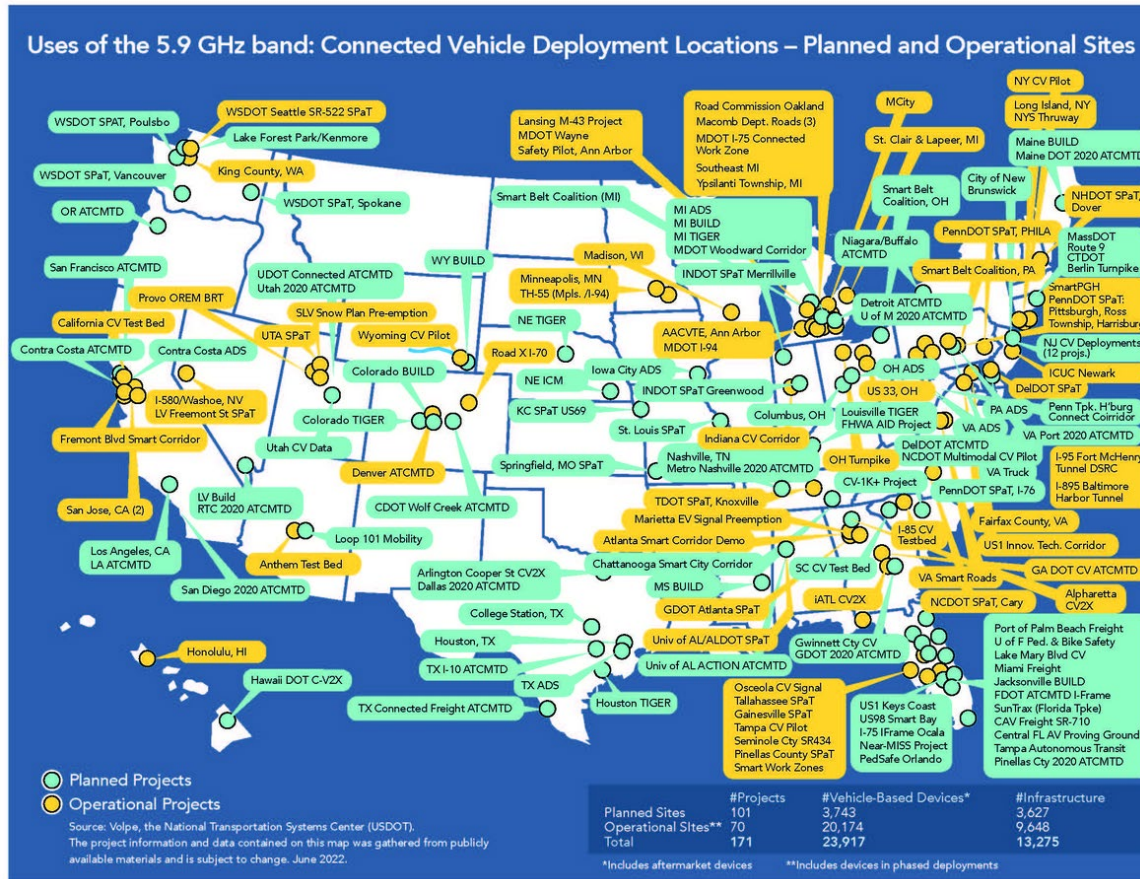 Uses of the 5.9 GHz band: Connected Vehicle Deployment Locations – Planned and Operational Sites
WSDOT SPAT, Poulsbo
WSDOT Seattle SR-522 SPaT
Lake Forest Park/Kenmore
King County, WA
WSDOT SPaT, Vancouver
WSDOT SPaT, Spokane
OR ATCMTD
San Francisco ATCMTD
Provo OREM BRT
California CV Test Bed
Contra Costa ATCMTD
Contra Costa ADS
UDOT Connected ATCMTD
Utah 2020 ATCMTD
SLV Snow Plan Pre-emption
UTA SPaT
Wyoming CV Pilot
WY BUILD
Colorado BUILD
Road X I-70
I-580/Washoe, NV
LV Freemont St SPaT
Colorado TIGER
Fremont Blvd Smart Corridor
Utah CV Data
Denver ATCMTD
San Jose, CA (2)
LV Build
RTC 2020 ATCMTD
CDOT Wolf Creek ATCMTD
Los Angeles, CA
LA ATCMTD
Anthem Test Bed
Loop 101 Mobility
San Diego 2020 ATCMTD
Honolulu, HI
Hawaii DOT C-V2X
Lansing M-43 Project
MDOT Wayne
Safety Pilot, Ann Arbor
Road Commission Oakland
Macomb Dept. Roads (3)
MDOT I-75 Connected
Work Zone
Southeast MI
Ypsilanti Township, MI
MCity
St. Clair & Lapeer, MI
NY CV Pilot
Long Island, NY
NYS Thruway
Maine BUILD
Maine DOT 2020 ATCMTD
City of New
Brunswick
Smart Belt
Coalition, OH
NHDOT SPaT,
Dover
Smart Belt Coalition (MI)
MI ADS
MI BUILD
MI TIGER
MDOT Woodward Corridor
Niagara/Buffalo
ATCMTD
PennDOT SPaT, PHILA
MassDOT
Route 9
CTDOT
Berlin Turnpike
Madison, WI
Minneapolis, MN
TH-55 (Mpls. /I-94)
INDOT SPaT Merrillville
Smart Belt Coalition, PA
Detroit ATCMTD
U of M 2020 ATCMTD
SmartPGH
PennDOT SPaT:
Pittsburg, Ross
Township, Harrisburg
NE TIGER
AACVTE, Ann Arbor
MDOT I-94
NJ CV Deployments
(12 projs.)
ICUC Newark
Iowa City ADS
NE ICM
INDOT SPaT Greenwood
OH ADS
US 33, OH
DelDOT SPaT
KC SPaT US69
Columbus, OH
Louisville TIGER
FHWA AID Project
PA ADS
Penn Tpk. H'burg
Connect Coirridor
St. Louis SPaT
Indiana CV Corridor
VA ADS
VA Port 2020 ATCMTD
DelDOT ATCMTD
NCDOT Multimodal CV Pilot
Springfield, MO SPaT
Nashville, TN
Metro Nashville 2020 ATCMTD
OH Turnpike
VA Truck
I-95 Fort McHenry
Tunnel DSRC
I-895 Baltimore
Harbor Tunnel
CV-1K+ Project
PennDOT SPaT, I-76
TDOT SPaT, Knoxville
Marietta EV Signal Preemption
Atlanta Smart Corridor Demo
I-85 CV
Testbed
Fairfax County, VA
US1 Innov. Tech. Corridor
Chattanooga Smart City Corridor
SC CV Test Bed
VA Smart Roads
GA DOT CV ATMCTD
Arlington Cooper St CV2X
Dallas 2020 ATCMTD
MS BUILD
iATL CV2X
NCDOT SPaT, Cary
Alpharetta
CV2X
GDOT Atlanta SPaT
College Station, TX
Houston, TX
Univ of AL/ALDOT SPaT
Gwinnett Cty CV
GDOT 2020 ATCMTD
TX I-10 ATCMTD
Univ of AL ACTION ATCMTD
TX ADS
Houston TIGER
TX Connected Freight ATCMTD
Osceola CV Signal
Tallahassee SPaT
Gainesville SPaT
Tampa CV Pilot
Seminole Cty SR434
Pinellas County SPaT
Smart Work Zones
US1 Keys Coast
US98 Smart Bay
I-75 IFrame Ocala
Near-MISS Project
PedSafe Orlando
Port of Palm Beach Freight
U of F Ped. & Bike Safety
Lake Mary Blvd CV
Miami Freight
Jacksonville BUILD
FDOT ATCMTD I-Frame
SunTrax (Florida Tpke)
CAV Freight SR-710
Central FL AV Proving Ground
Tampa Autonomous Transit
Pinellas Cty 2020 ATCMTD
Planned Projects
Operational Projects
Source: Volpe, the National Transportation Systems Center (USDOT).
The project information and data contained on this map was gathered from publicly
available materials and is subject to change. June 2022.
#Projects #Vehicle-Based Devices* #Infrastructure
Planned Sites 101 3,743 3,627
Operational SItes** 70 20,174 9,648
Total 171 23,917 13,275
*Includes aftermarket devices **Includes devices in phased deployments